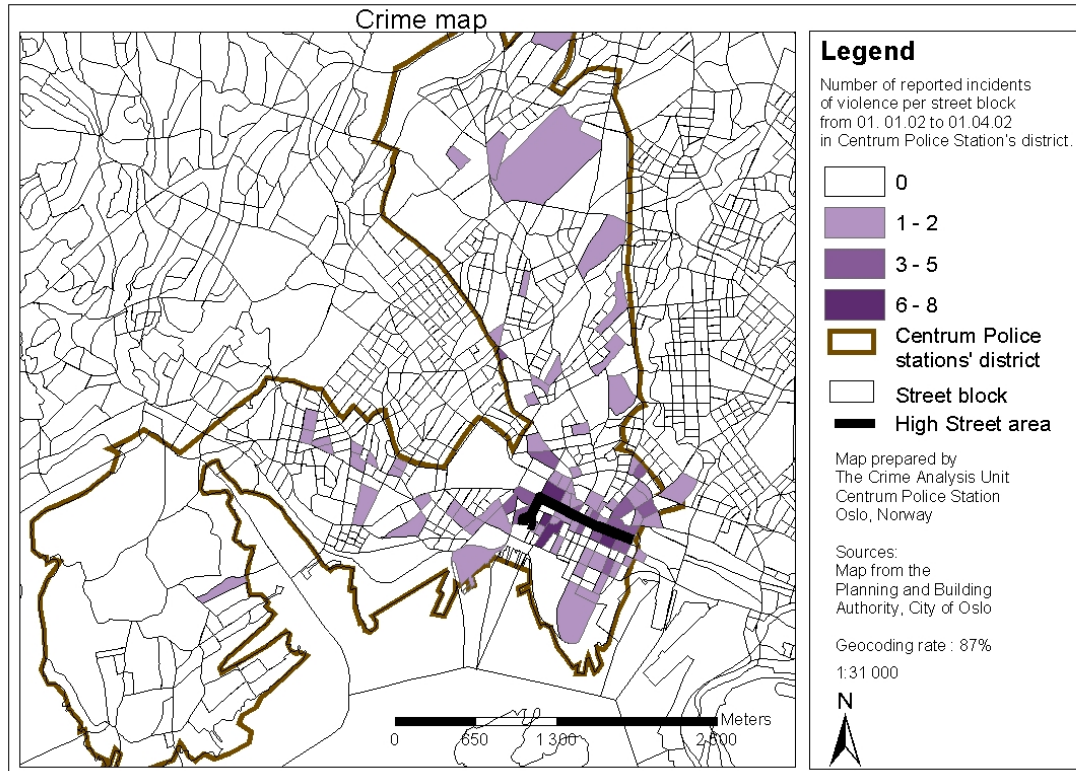 Crime map
Legend
Number of reported incidents
of violence per street block
from 01. 01.02 to 01.04.02
in Centrum Police Station's district.
0
1 - 2
3 - 5
6 - 8
Centrum Police
stations' district
Street block
High Street area
Map prepared by
The Crime Analysis Unit
Centrum Police Station
Oslo, Norway
Sources:
Map from the
Planning and Building
Authority, City of Oslo
Geocoding rate : 87%
1:31 000
N
Meters
0 650 1 300 2 600